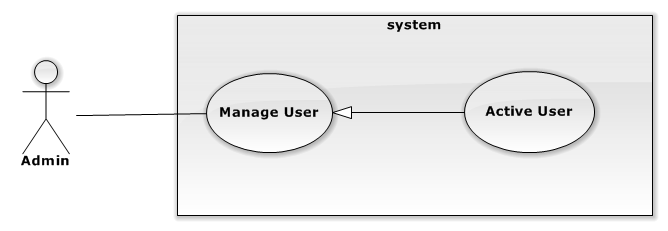 system
Manage User
Active User
Admin